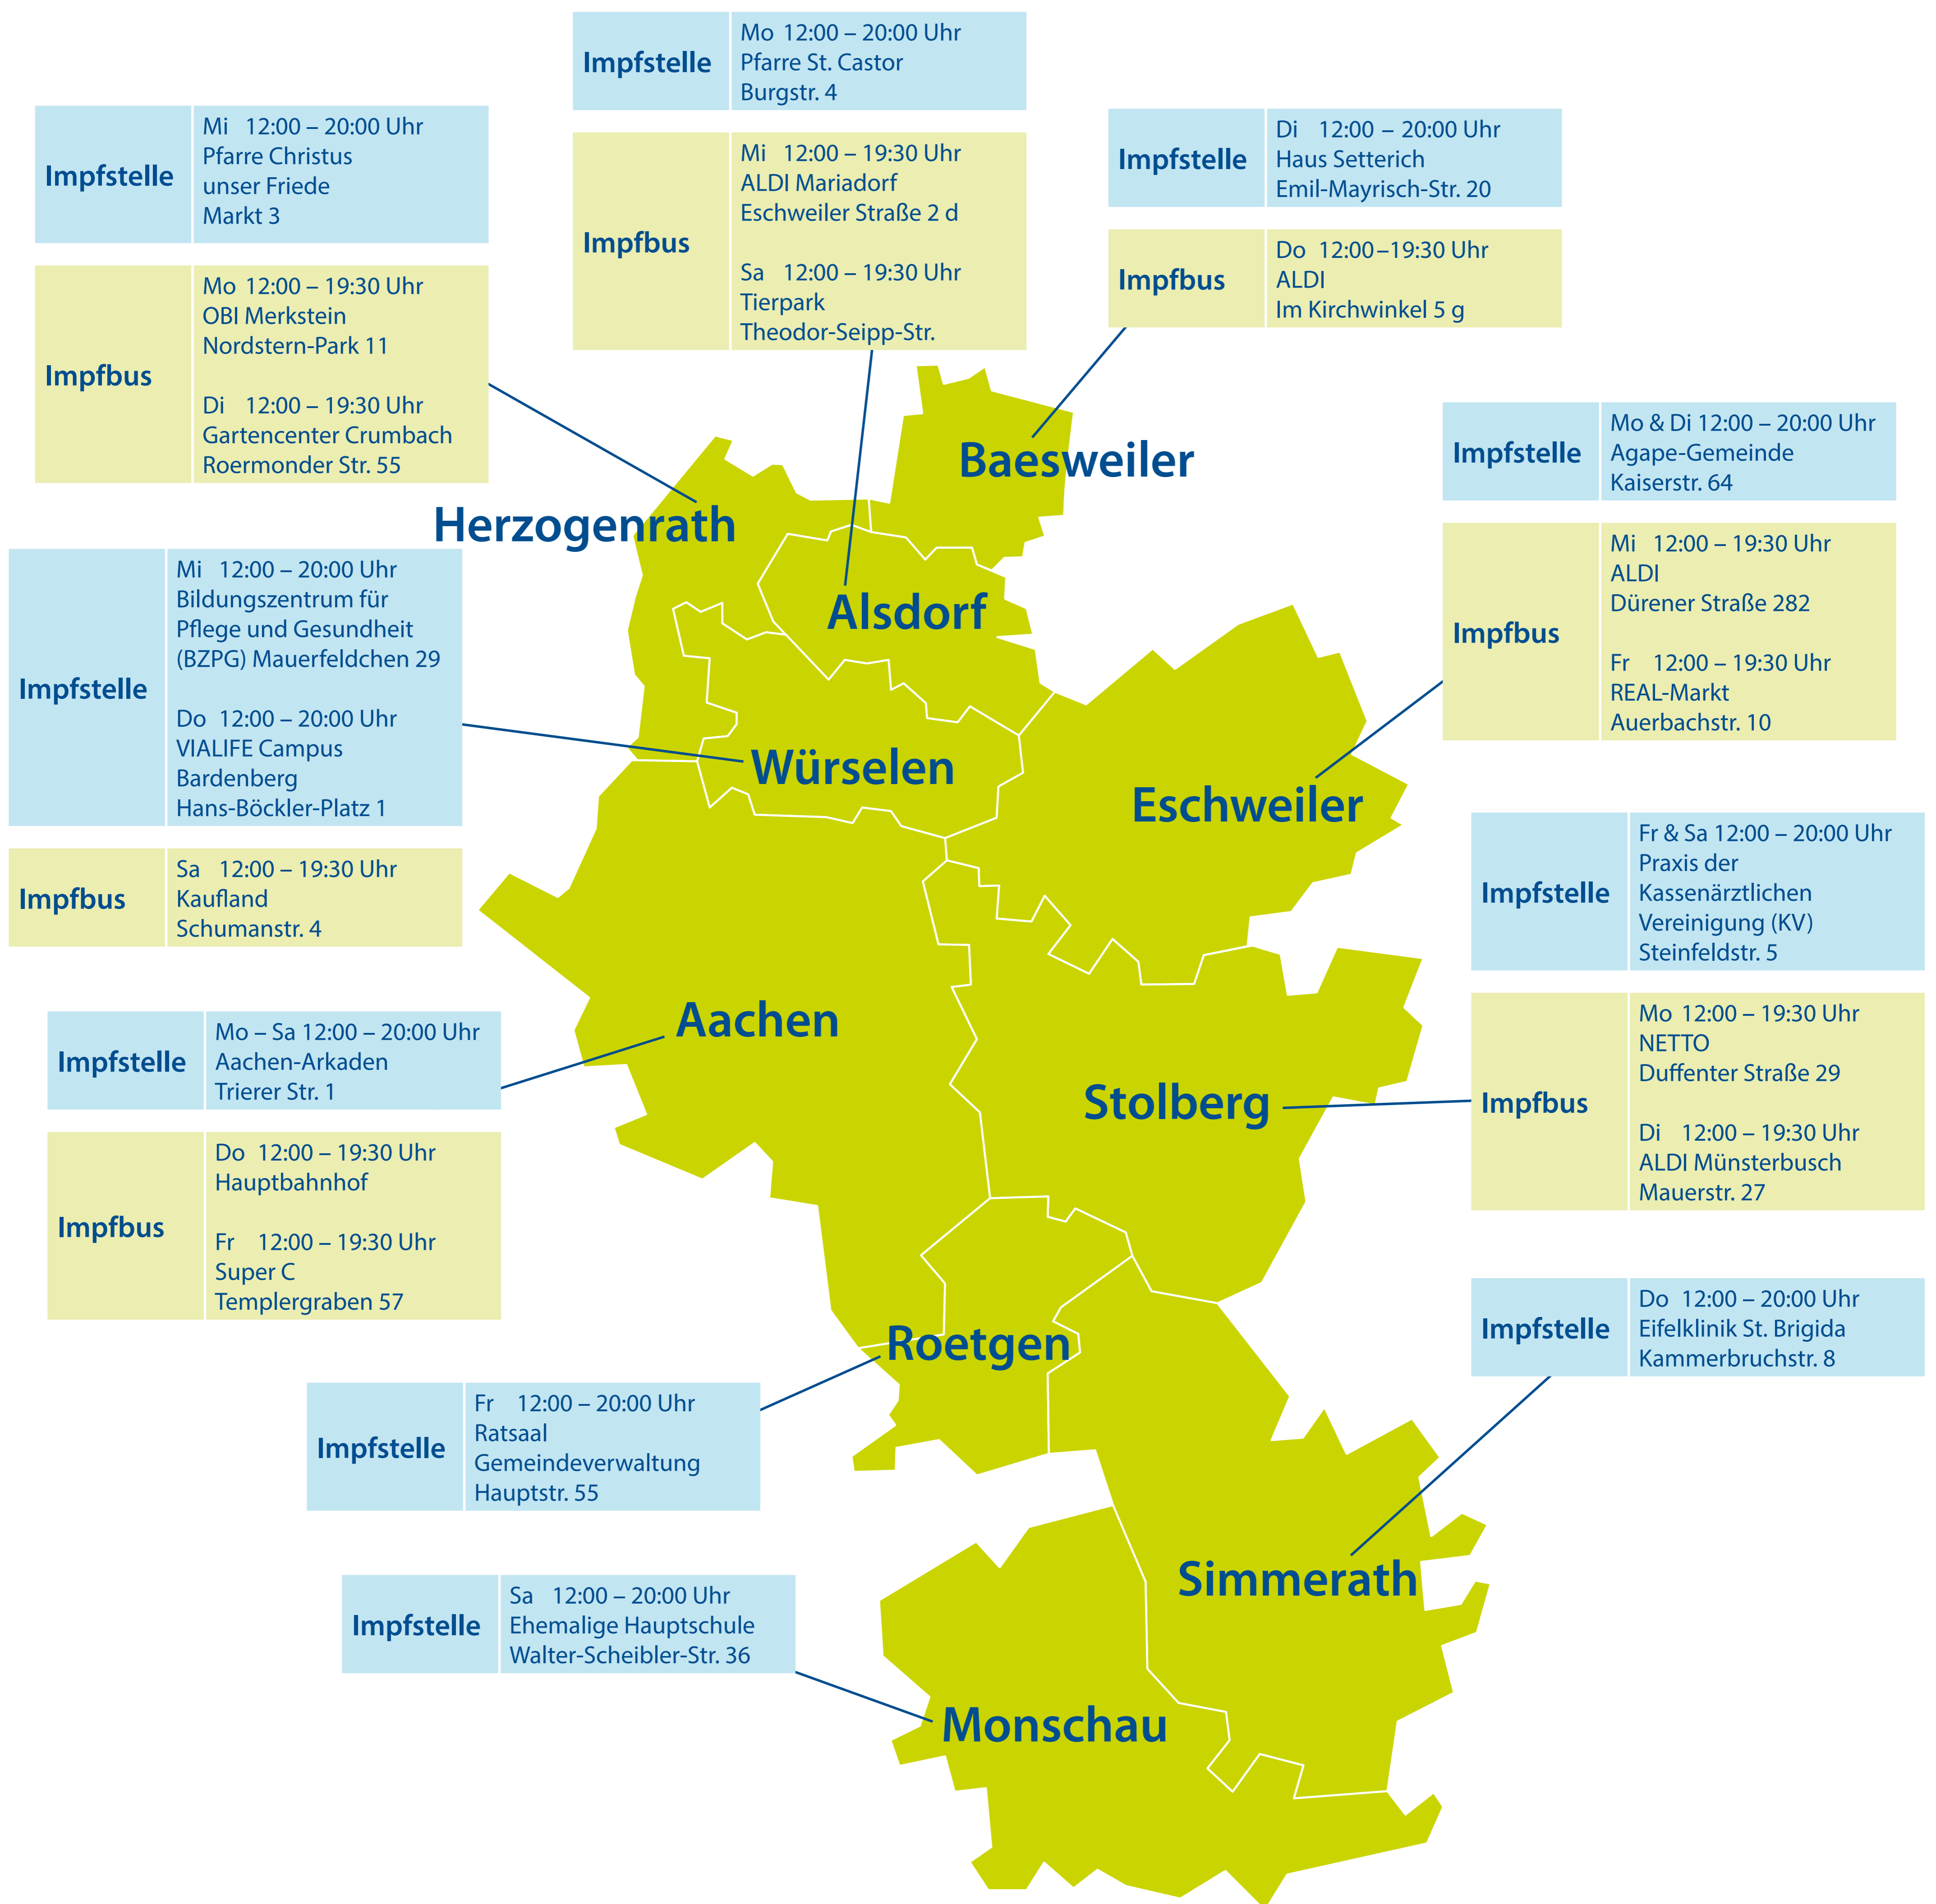 Impfstelle
Mo 12:00 – 20:00 Uhr
Pfarre St. Castor
Burgstr. 4
Impfbus
Mi 12:00 – 19:30 Uhr
ALDI Mariadorf
Eschweiler Straße 2 d
Sa 12:00 – 19:30 Uhr
Tierpark
Theodor-Seipp-Str.
Impfstelle
Mi 12:00 – 20:00 Uhr
Pfarre Christus
unser Friede
Markt 3
Impfbus
Mo 12:00 – 19:30 Uhr
OBI Merkstein
Nordstern-Park 11
Di 12:00 – 19:30 Uhr
Gartencenter Crumbach
Roermonder Str. 55
Impfstelle
Di 12:00 – 20:00 Uhr
Haus Setterich
Emil-Mayrisch-Str. 20
Impfbus
Do 12:00–19:30 Uhr
ALDI
Im Kirchwinkel 5 g
Baesweiler
Herzogenrath
Alsdorf
Würselen
Eschweiler
Impfstelle
Mo & Di 12:00 – 20:00 Uhr
Agape-Gemeinde
Kaiserstr. 64
Impfbus
Mi 12:00 – 19:30 Uhr
ALDI
Dürener Straße 282
Fr 12:00 – 19:30 Uhr
REAL-Markt
Auerbachstr. 10
Impfstelle
Mi 12:00 – 20:00 Uhr
Bildungszentrum für
Pflege und Gesundheit
(BZPG) Mauerfeldchen 29
Do 12:00 – 20:00 Uhr
VIALIFE Campus
Bardenberg
Hans-Böckler-Platz 1
Impfbus
Sa 12:00 – 19:30 Uhr
Kaufland
Schumanstr. 4
Impfstelle
Fr & Sa 12:00 – 20:00 Uhr
Praxis der
Kassenärztlichen
Vereinigung (KV)
Steinfeldstr. 5
Impfbus
Mo 12:00 – 19:30 Uhr
NETTO
Duffenter Straße 29
Di 12:00 – 19:30 Uhr
ALDI Münsterbusch
Mauerstr. 27
Aachen
Stolberg
Impfstelle
Mo – Sa 12:00 – 20:00 Uhr
Aachen-Arkaden
Trierer Str. 1
Impfbus
Do 12:00 – 19:30 Uhr
Hauptbahnhof
Fr 12:00 – 19:30 Uhr
Super C
Templergraben 57
Roetgen
Impfstelle
Do 12:00 – 20:00 Uhr
Eifelklinik St. Brigida
Kammerbruchstr. 8
Impfstelle
Fr 12:00 – 20:00 Uhr
Ratsaal
Gemeindeverwaltung
Hauptstr. 55
Simmerath
Impfstelle
Sa 12:00 – 20:00 Uhr
Ehemalige Hauptschule
Walter-Scheibler-Str. 36
Monschau